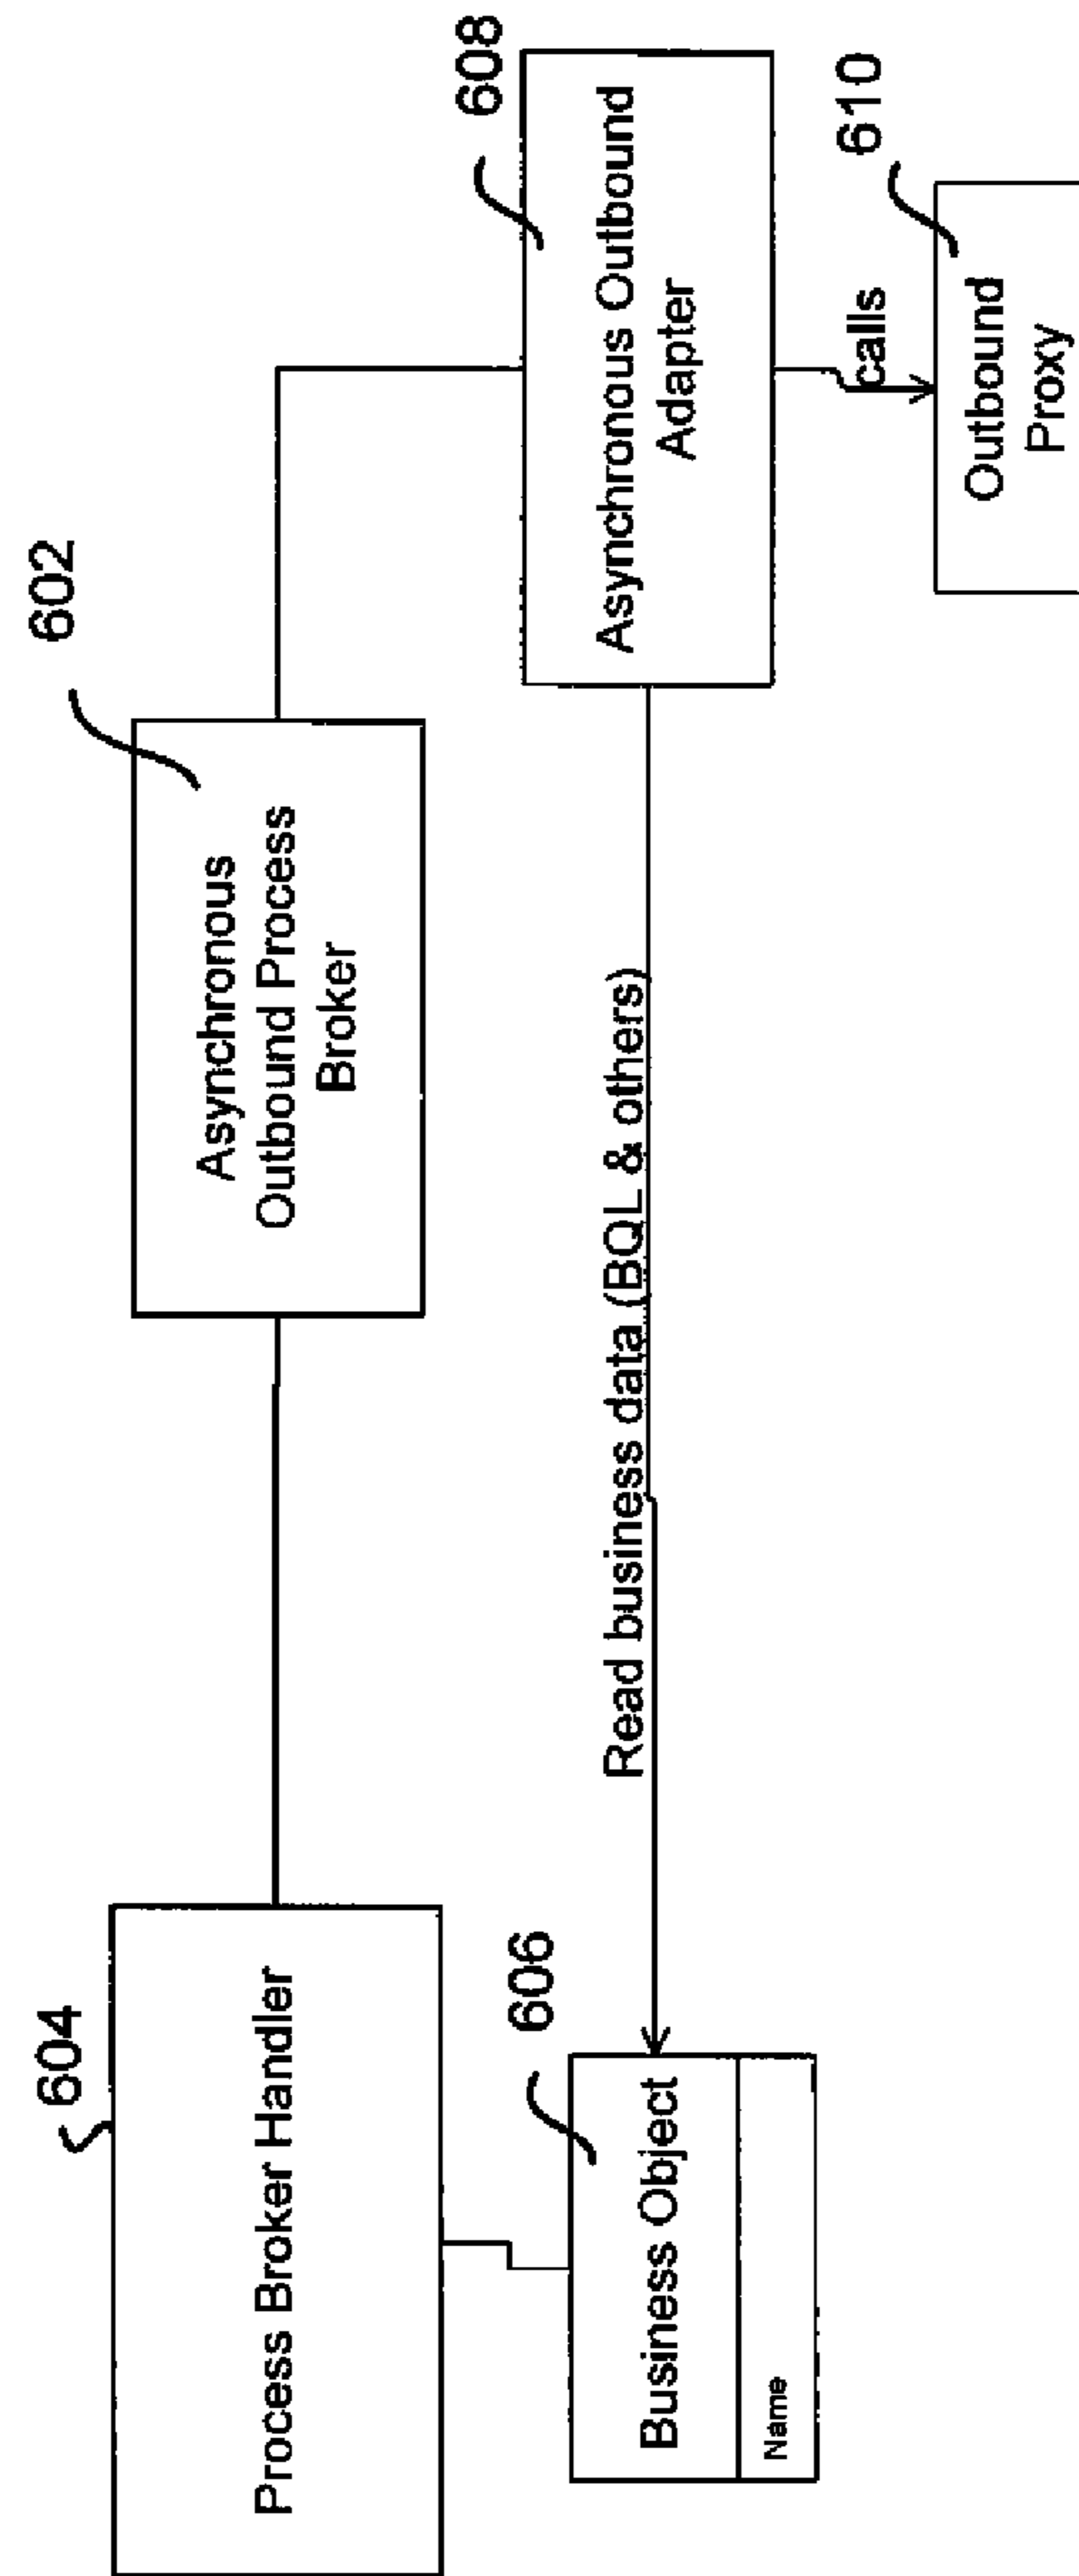 604
Process Broker Handler
602
Asynchronous
Outbound Process
Broker
608
Asynchronous Outbound
Adapter
606
Business Object
Name
Read business data (BQL & others)
calls
610
Outbound
Proxy